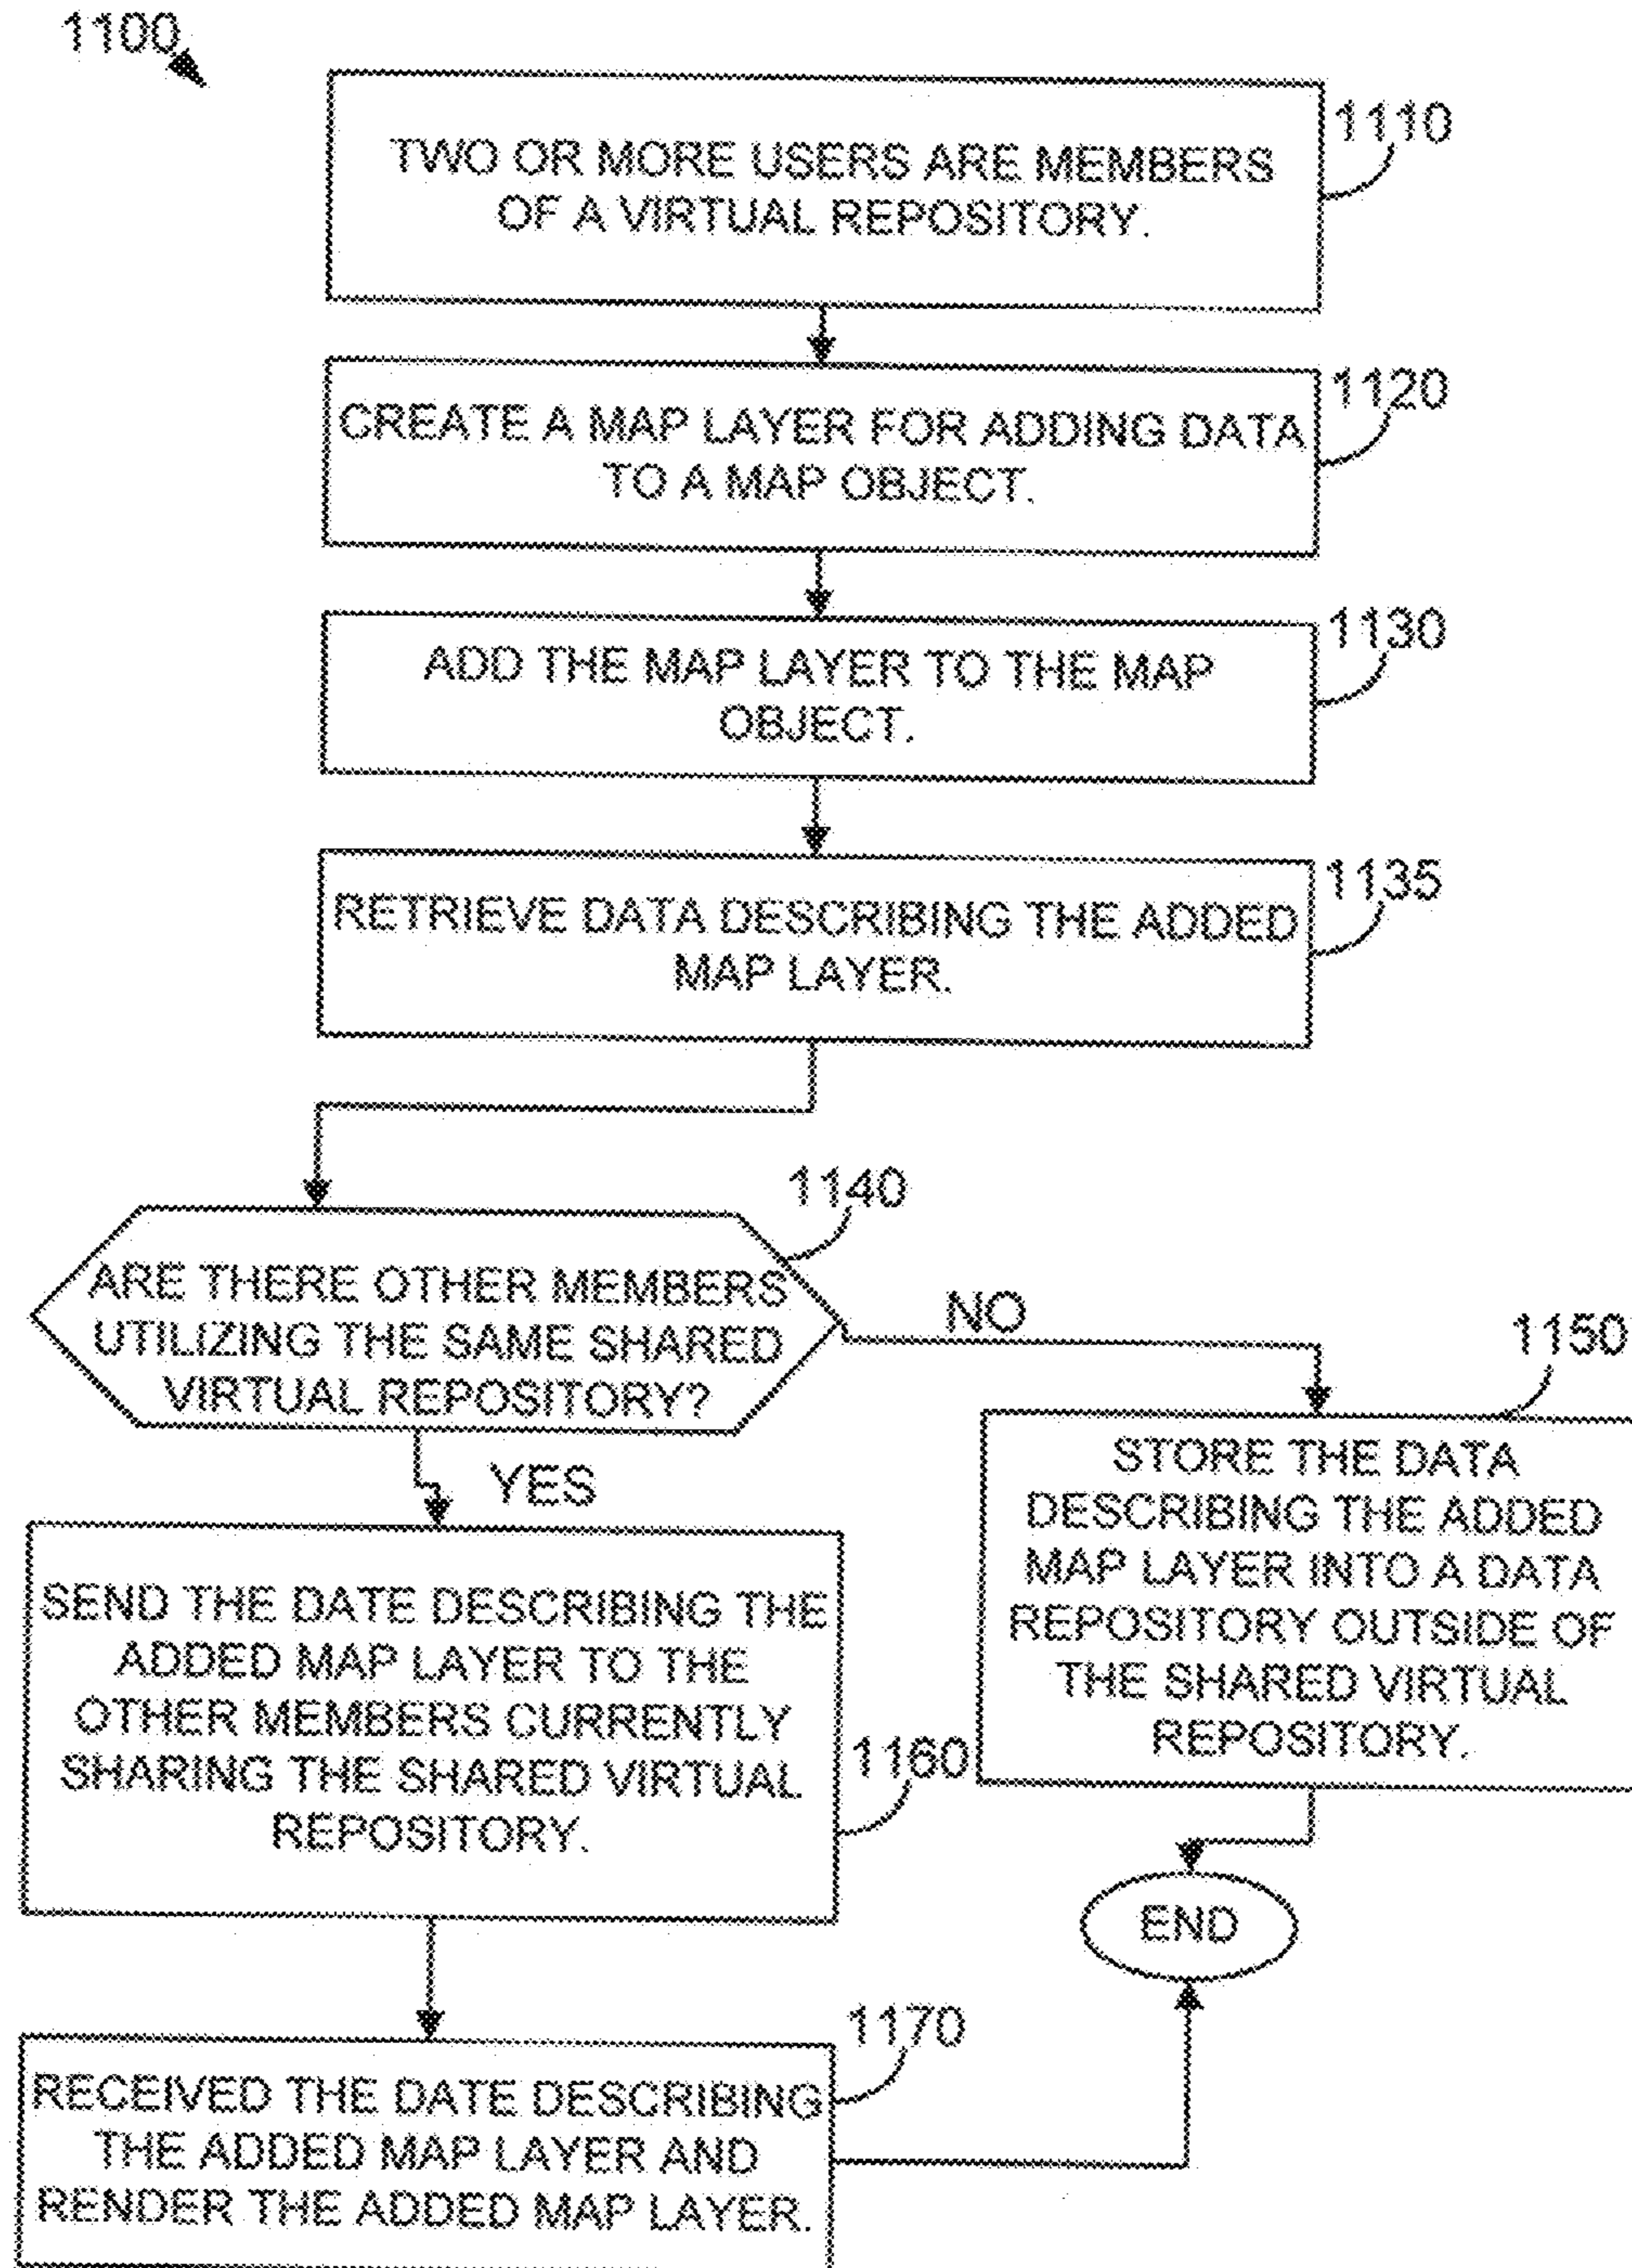 1100
TWO OR MORE USERS ARE MEMBERS
OF A VIRTUAL REPOSITORY.
1110
CREATE A MAP LAYER FOR ADDING DATA
TO A MAP OBJECT.
1120
ADD THE MAP LAYER TO THE MAP
OBJECT.
1130
RETRIEVE DATA DESCRIBING THE ADDED
MAP LAYER.
1135
1140
ARE THERE OTHER MEMBERS
UTILIZING THE SAME SHARED
VIRTUAL REPOSITORY?
NO
YES
1150
STORE THE DATA
DESCRIBING THE ADDED
MAP LAYER INTO A DATA
REPOSITORY OUTSIDE OF
THE SHARED VIRTUAL
REPOSITORY.
SEND THE DATE DESCRIBING THE
ADDED MAP LAYER TO THE
OTHER MEMBERS CURRENTLY
SHARING THE SHARED VIRTUAL
REPOSITORY.
1160
END
1170
RECEIVED THE DATE DESCRIBING
THE ADDED MAP LAYER AND
RENDER THE ADDED MAP LAYER.